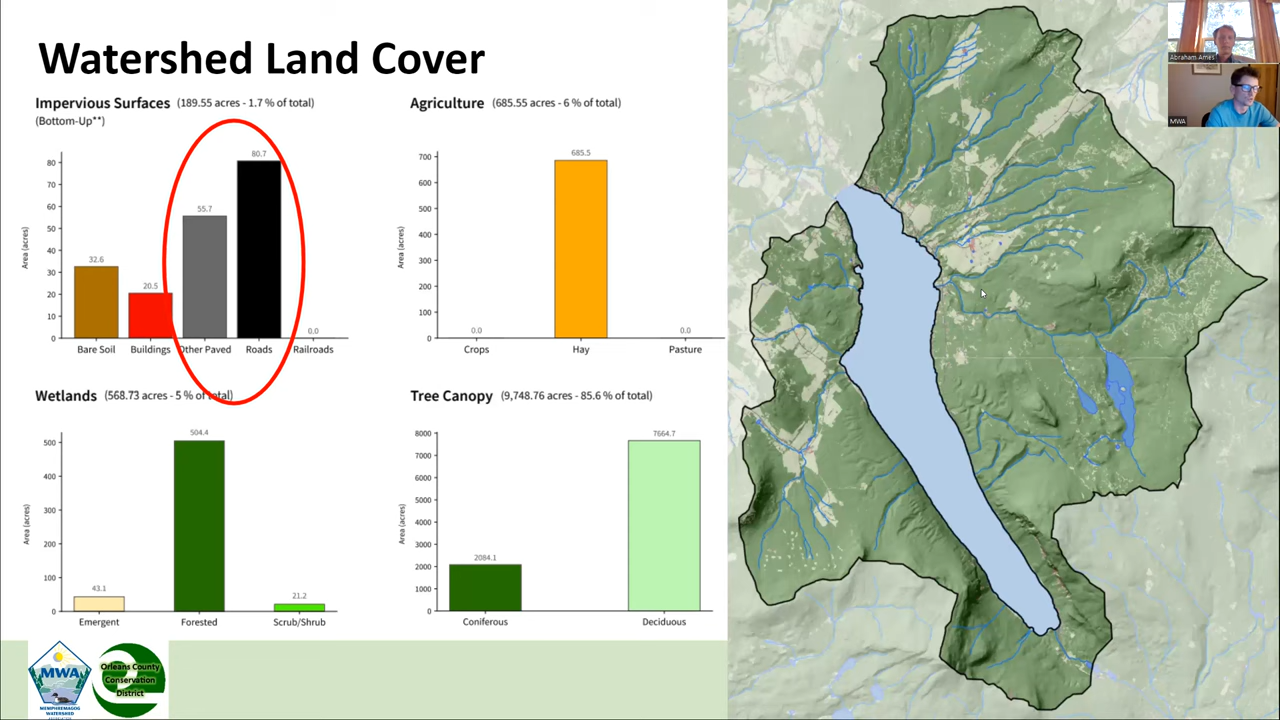 Watershed Land Cover
Impervious Surfaces (189.55 acres - 1.7 % of total)
(Bottom-Up**)
Area (acres)
80
70
60
50
40
30
20
10
0
32.6
20.5
55.7
80.7
0.0
Bare Soil Buildings Other Paved Roads Railroads
Agriculture (685.55 acres - 6 % of total)
Area (acres)
700
600
500
400
300
200
100
0
0.0
685.5
0.0
Crops Hay Pasture
Wetlands (568.73 acres - 5 % of total)
Area (acres)
500
400
300
200
100
0
43.1
504.4
21.2
Emergent Forested Scrub/Shrub
Tree Canopy (9,748.76 acres - 85.6 % of total)
Area (acres)
8000
7000
6000
5000
4000
3000
2000
1000
0
2084.1
7664.7
Coniferous Deciduous
MWA
MEMPHREMAGOG
WATERSHED
Orleans County
Conservation
District
Abraham Ames
MWA